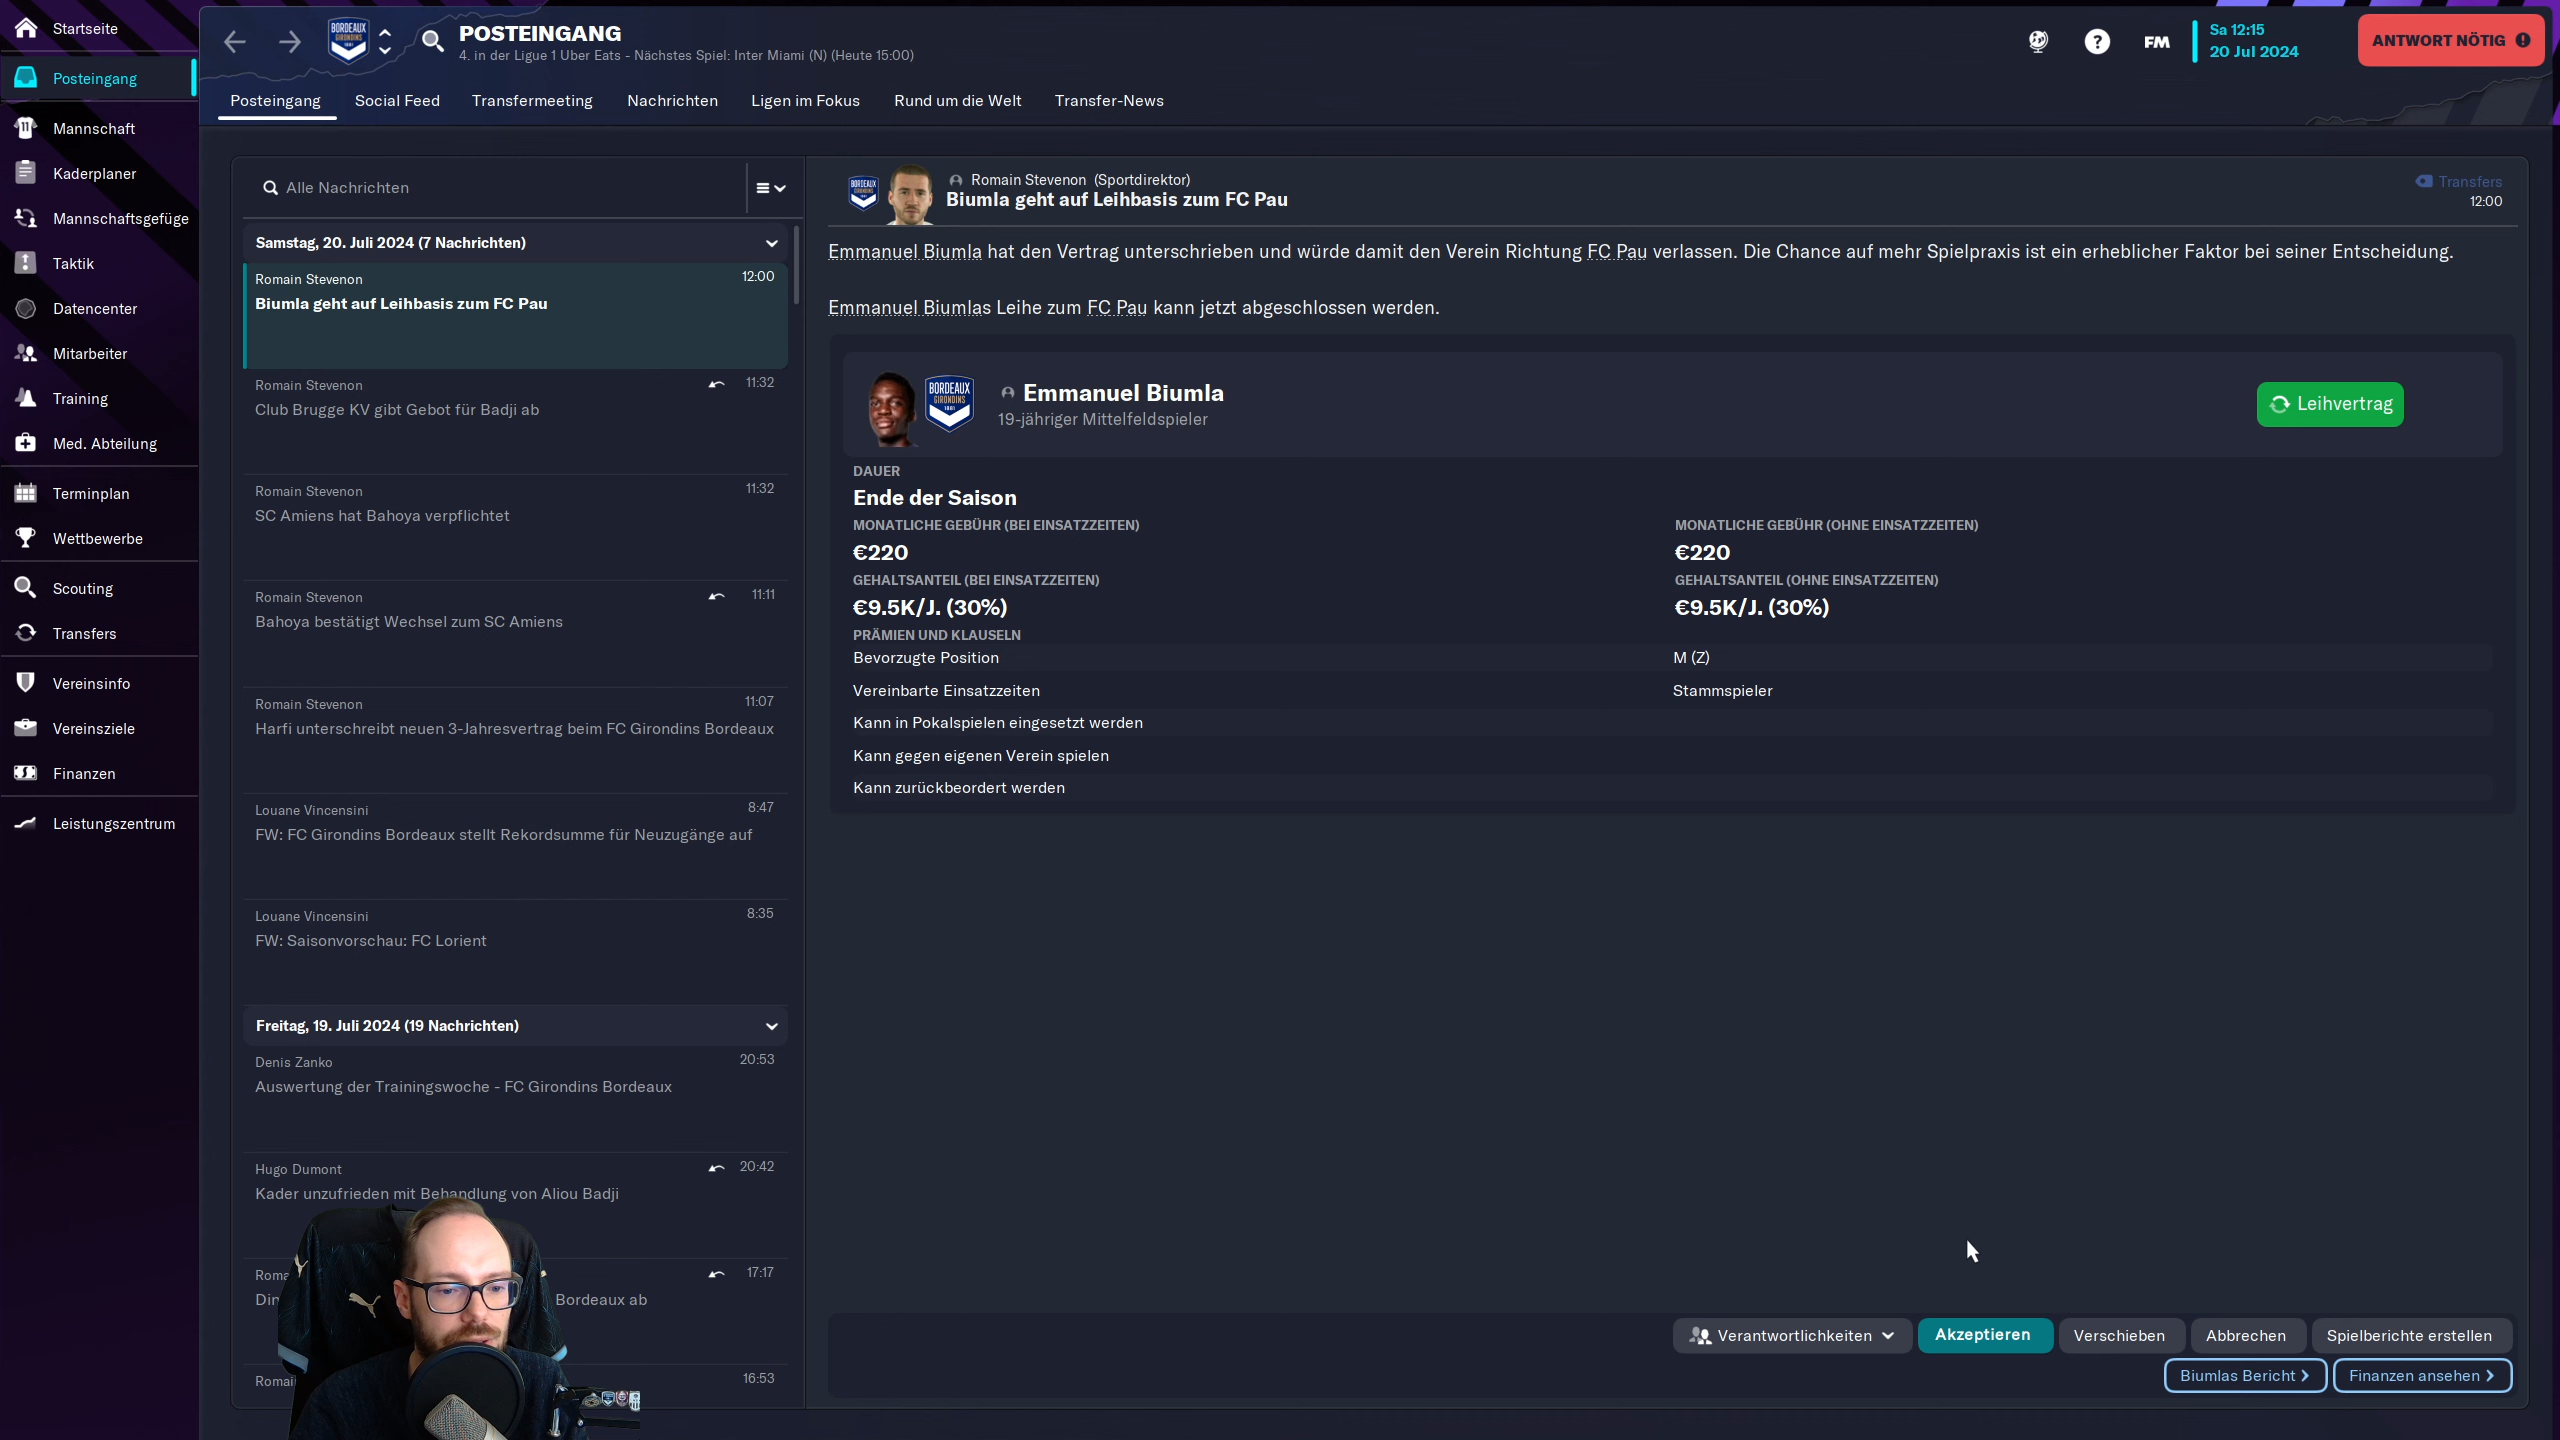 Startseite
Posteingang
Mannschaft
Kaderplaner
Mannschaftsgefüge
Taktik
Datencenter
Mitarbeiter
Training
Med. Abteilung
Terminplan
Wettbewerbe
Scouting
Transfers
Vereinsinfo
Vereinsziele
Finanzen
Leistungszentrum
POSTEINGANG
4. in der Ligue 1 Uber Eats - Nächstes Spiel: Inter Miami (N) (Heute 15:00)
FM
Sa 12:15
20 Jul 2024
ANTWORT NÖTIG
Posteingang Social Feed Transfermeeting Nachrichten Ligen im Fokus Rund um die Welt Transfer-News
Alle Nachrichten
Samstag, 20. Juli 2024 (7 Nachrichten)
Romain Stevenon 12:00
Biumla geht auf Leihbasis zum FC Pau
Romain Stevenon 11:32
Club Brugge KV gibt Gebot für Badji ab
Romain Stevenon 11:32
SC Amiens hat Bahoya verpflichtet
Romain Stevenon 11:11
Bahoya bestätigt Wechsel zum SC Amiens
Romain Stevenon 11:07
Harfi unterschreibt neuen 3-Jahresvertrag beim FC Girondins Bordeaux
Louane Vincensini 8:47
FW: FC Girondins Bordeaux stellt Rekordsumme für Neuzugänge auf
Louane Vincensini 8:35
FW: Saisonvorschau: FC Lorient
Freitag, 19. Juli 2024 (19 Nachrichten)
Denis Zanko 20:53
Auswertung der Trainingswoche - FC Girondins Bordeaux
Hugo Dumont 20:42
Kader unzufrieden mit Behandlung von Aliou Badji
17:17
Bordeaux ab
16:53
Romain Stevenon (Sportdirektor)
Biumla geht auf Leihbasis zum FC Pau
Transfers
12:00
Emmanuel Biumla hat den Vertrag unterschrieben und würde damit den Verein Richtung FC Pau verlassen. Die Chance auf mehr Spielpraxis ist ein erheblicher Faktor bei seiner Entscheidung.
Emmanuel Biumlas Leihe zum FC Pau kann jetzt abgeschlossen werden.
BORDEAUX
GIRONDINS
Emmanuel Biumla
19-jähriger Mittelfeldspieler
Leihvertrag
DAUER
Ende der Saison
MONATLICHE GEBÜHR (BEI EINSATZZEITEN) MONATLICHE GEBÜHR (OHNE EINSATZZEITEN)
€220 €220
GEHALTSANTEIL (BEI EINSATZZEITEN) GEHALTSANTEIL (OHNE EINSATZZEITEN)
€9.5K/J. (30%) €9.5K/J. (30%)
PRÄMIEN UND KLAUSELN
Bevorzugte Position M (Z)
Vereinbarte Einsatzzeiten Stammspieler
Kann in Pokalspielen eingesetzt werden
Kann gegen eigenen Verein spielen
Kann zurückbeordert werden
Verantwortlichkeiten Akzeptieren Verschieben Abbrechen Spielberichte erstellen
Biumlas Bericht Finanzen ansehen